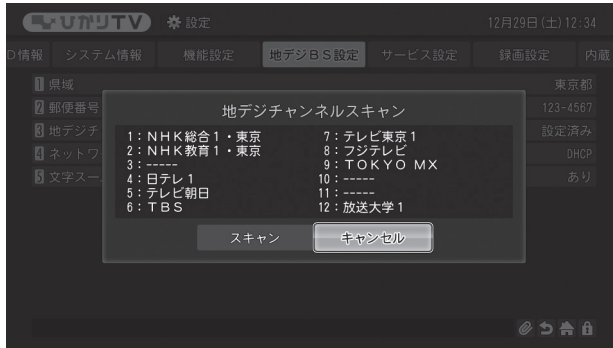 ひかりTV 設定 12月29日(土)12:34
D情報 システム情報 機能設定 地デジBS設定 サービス設定 録画設定 内蔵
1 県域 東京都
2 郵便番号 123-4567
3 地デジチ 設定済み
4 ネットワ DHCP
5 文字スー あり
地デジチャンネルスキャン
1:NHK総合1・東京 7:テレビ東京1
2:NHK教育1・東京 8:フジテレビ
3:----- 9:TOKYO MX
4:日テレ1 10:-----
5:テレビ朝日 11:-----
6:TBS 12:放送大学1
スキャン キャンセル